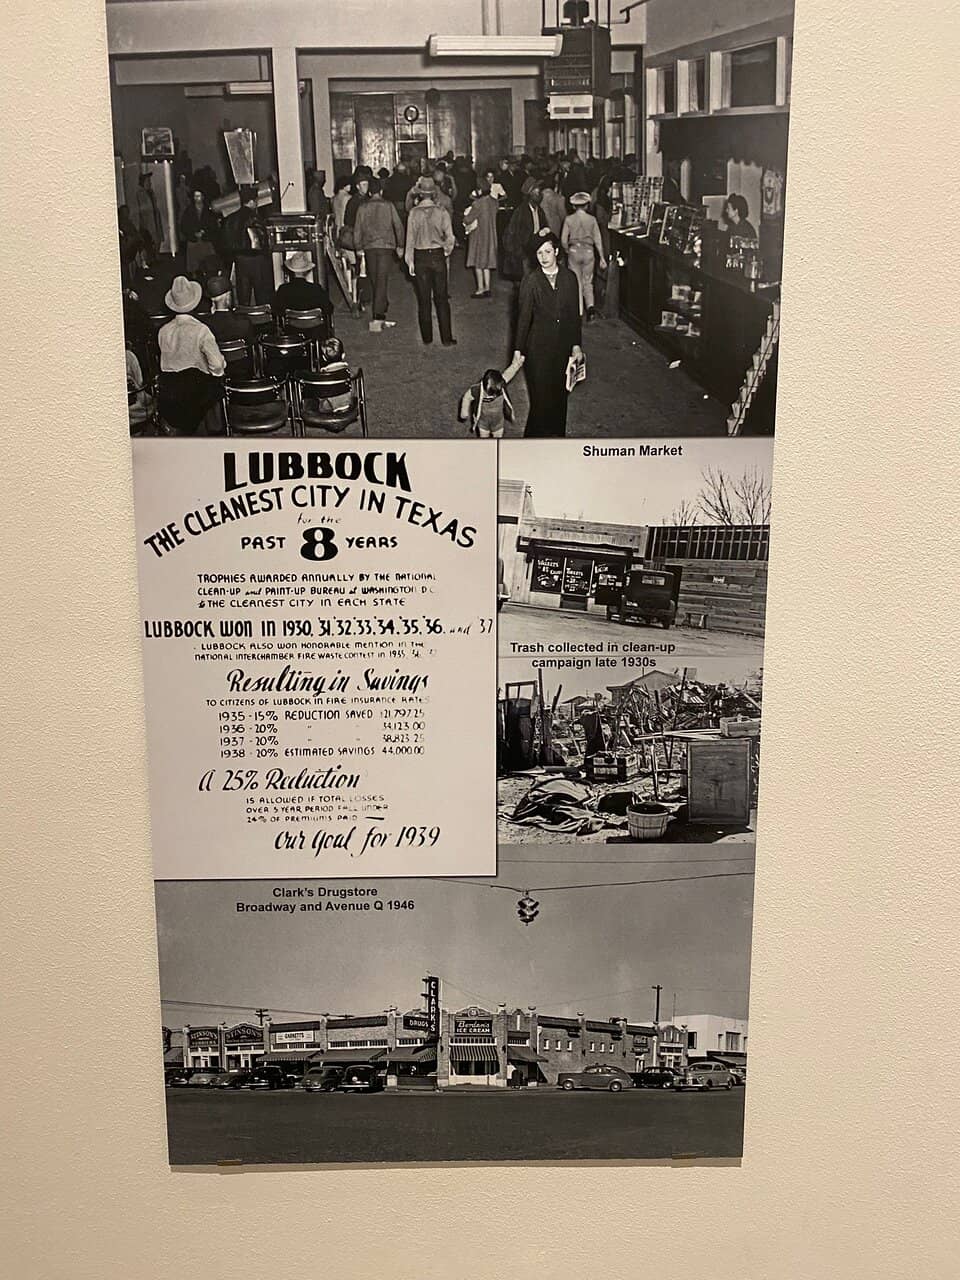 LUBBOCK
THE CLEANEST CITY IN TEXAS
for the
PAST 8 YEARS
TROPHIES AWARDED ANNUALLY BY THE NATIONAL
CLEAN-UP and PAINT-UP BUREAU at WASHINGTON D.C.
THE CLEANEST CITY IN EACH STATE
LUBBOCK WON IN 1930, '31,'32,'33,'34,'35,'36, and '37
LUBBOCK ALSO WON HONORABLE MENTION IN THE
NATIONAL INTERCHAMBER FIRE WASTE CONTEST IN 1935,
Resulting in Savings
TO CITIZENS OF LUBBOCK IN FIRE INSURANCE RATES
1935 - 15% REDUCTION SAVED 21,797.25
1936 - 20% " " 34,123.00
1937 - 20% " " 38,823.25
1938 - 20% ESTIMATED SAVINGS 44,000.00
A 25% Reduction
IS ALLOWED IF TOTAL LOSSES
OVER 5 YEAR PERIOD FALL UNDER
24% OF PREMIUMS PAID
Our Goal for 1939
Shuman Market
Trash collected in clean-up
campaign late 1930s
Clark's Drugstore
Broadway and Avenue Q 1946
CLARK'S
DRUGS
Borden's
ICE CREAM
STINSON'S
STINSON'S